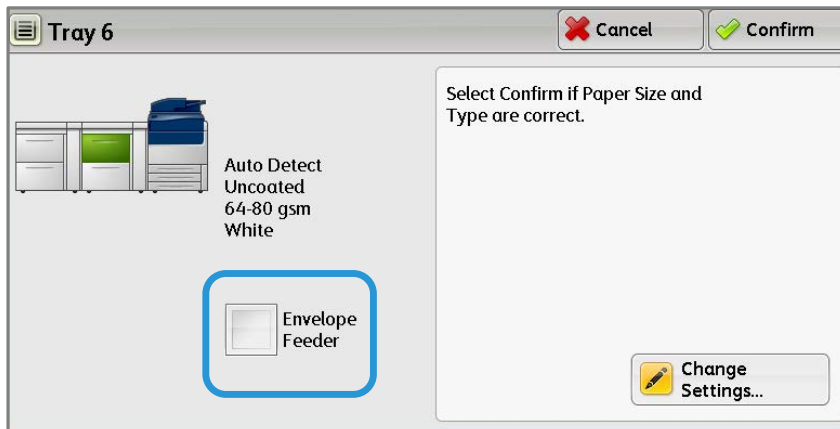 Tray 6
Cancel
Confirm
Auto Detect
Uncoated
64-80 gsm
White
Envelope
Feeder
Select Confirm if Paper Size and
Type are correct.
Change
Settings...